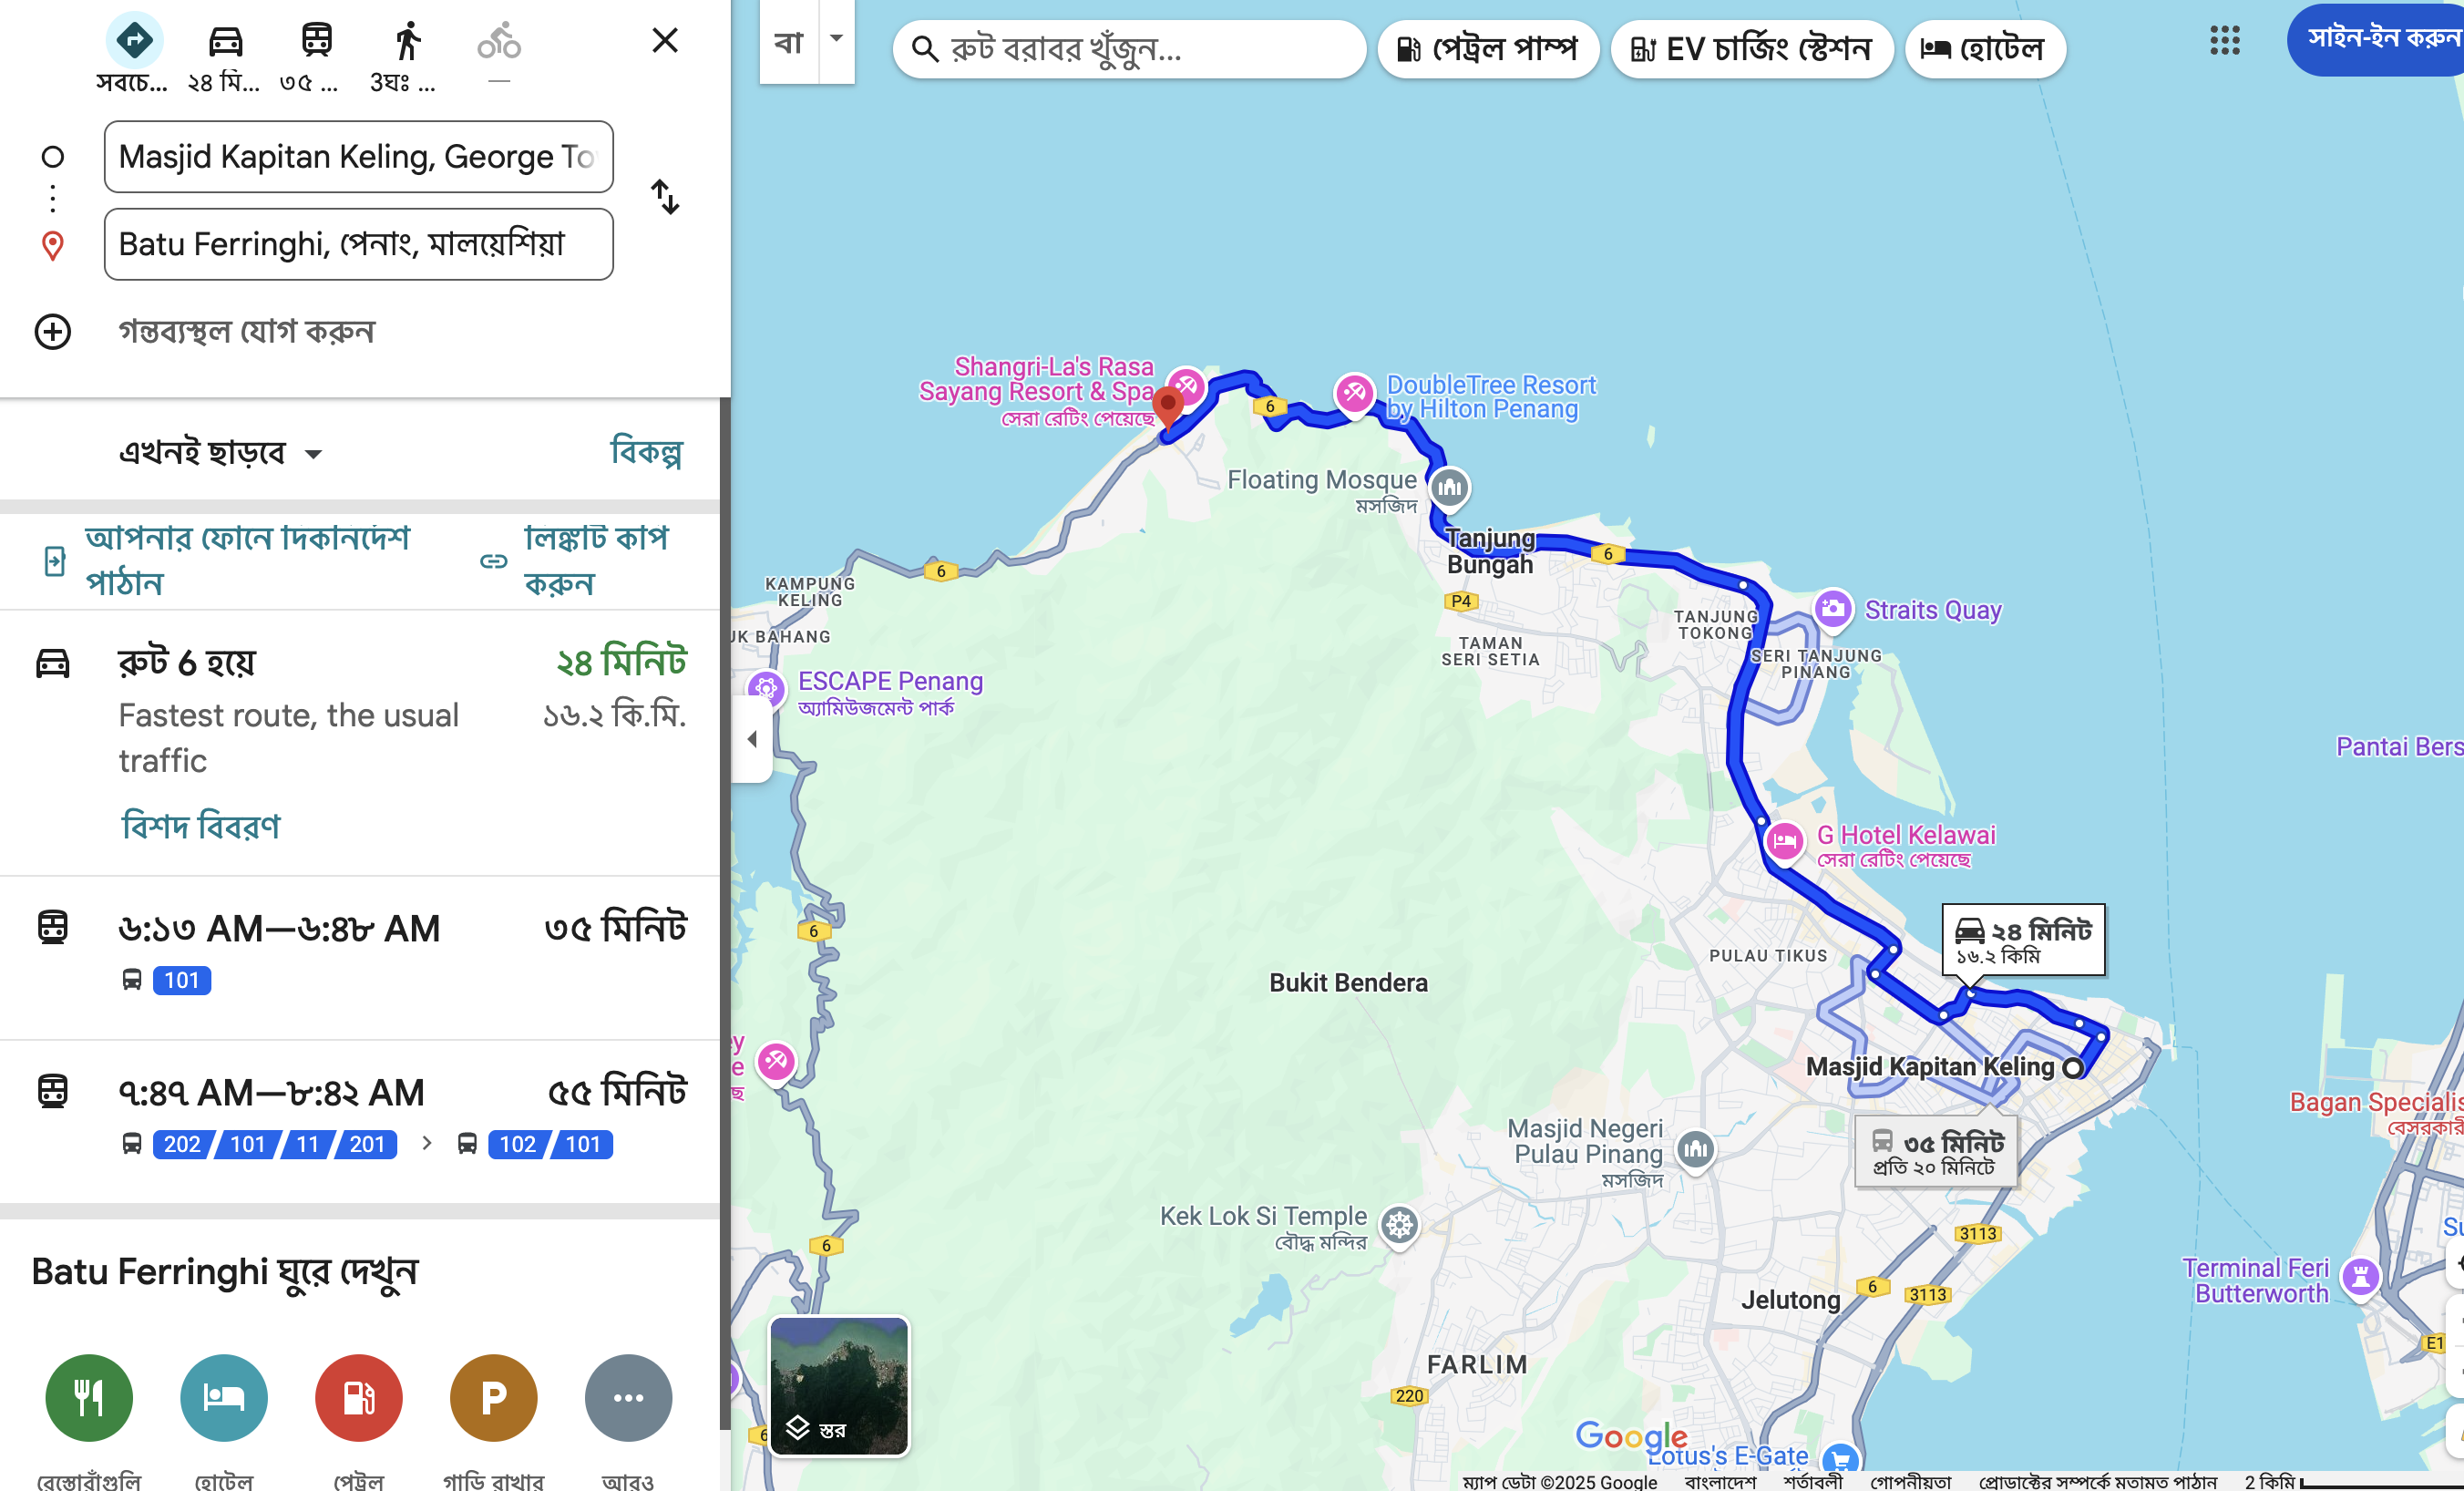 সবচে...
২৪ মি...
৩৫ ...
3ঘঃ ...
—
Masjid Kapitan Keling, George To
Batu Ferringhi, পেনাং, মালয়েশিয়া
গন্তব্যস্থল যোগ করুন
এখনই ছাড়বে
বিকল্প
আপনার ফোনে দিকনির্দেশ
পাঠান
লিঙ্কটি কপি
করুন
রুট 6 হয়ে
২৪ মিনিট
Fastest route, the usual
traffic
১৬.২ কি.মি.
বিশদ বিবরণ
৬:১৩ AM—৬:৪৮ AM
৩৫ মিনিট
101
৭:৪৭ AM—৮:৪২ AM
৫৫ মিনিট
202 / 101 / 11 / 201 > 102 / 101
Batu Ferringhi ঘুরে দেখুন
রেস্তোরাঁগুলি
হোটেল
পেট্রল
গাড়ি রাখার
আরও
P
বা
রুট বরাবর খুঁজুন...
পেট্রল পাম্প
EV চার্জিং স্টেশন
হোটেল
সাইন-ইন করুন
Shangri-La's Rasa
Sayang Resort & Spa
সেরা রেটিং পেয়েছে
6
DoubleTree Resort
by Hilton Penang
Floating Mosque
মসজিদ
Tanjung
Bungah
6
6
KAMPUNG
KELING
P4
UK BAHANG
TAMAN
SERI SETIA
TANJUNG
TOKONG
Straits Quay
SERI TANJUNG
PINANG
ESCAPE Penang
অ্যামিউজমেন্ট পার্ক
Pantai Bers
G Hotel Kelawai
সেরা রেটিং পেয়েছে
6
২৪ মিনিট
১৬.২ কিমি
PULAU TIKUS
Bukit Bendera
Masjid Kapitan Keling
৩৫ মিনিট
প্রতি ২০ মিনিটে
Bagan Specialis
বেসরকারী
Masjid Negeri
Pulau Pinang
মসজিদ
Kek Lok Si Temple
বৌদ্ধ মন্দির
6
3113
Terminal Feri
Butterworth
6
3113
Jelutong
E1
FARLIM
220
স্তর
Google
Lotus's E-Gate
ম্যাপ ডেটা ©2025 Google
বাংলাদেশ
শর্তাবলী
গোপনীয়তা
প্রোডাক্টের সম্পর্কে মতামত পাঠান
2 কিমি